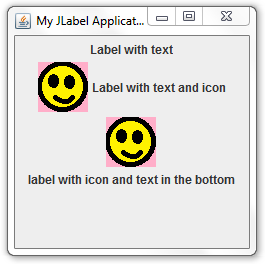 My JLabel Applicat...
Label with text
Label with text and icon
label with icon and text in the bottom